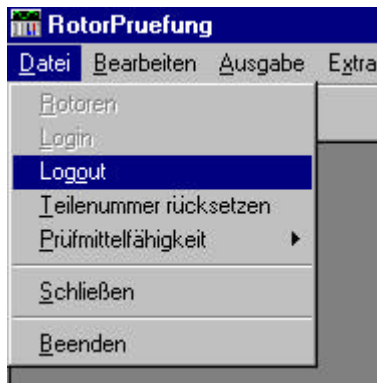 RotorPruefung
Datei Bearbeiten Ausgabe Extra
Rotoren
Login
Logout
Teilenummer rücksetzen
Prüfmittelfähigkeit
Schließen
Beenden